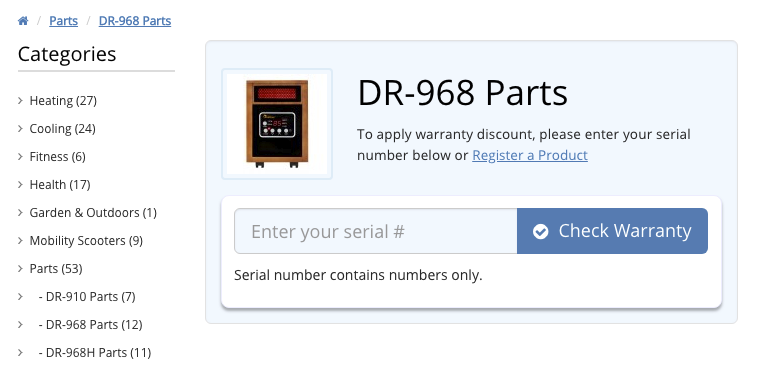 / Parts / DR-968 Parts
Categories
Heating (27)
Cooling (24)
Fitness (6)
Health (17)
Garden & Outdoors (1)
Mobility Scooters (9)
Parts (53)
- DR-910 Parts (7)
- DR-968 Parts (12)
- DR-968H Parts (11)
DR-968 Parts
To apply warranty discount, please enter your serial
number below or Register a Product
Enter your serial #
Check Warranty
Serial number contains numbers only.